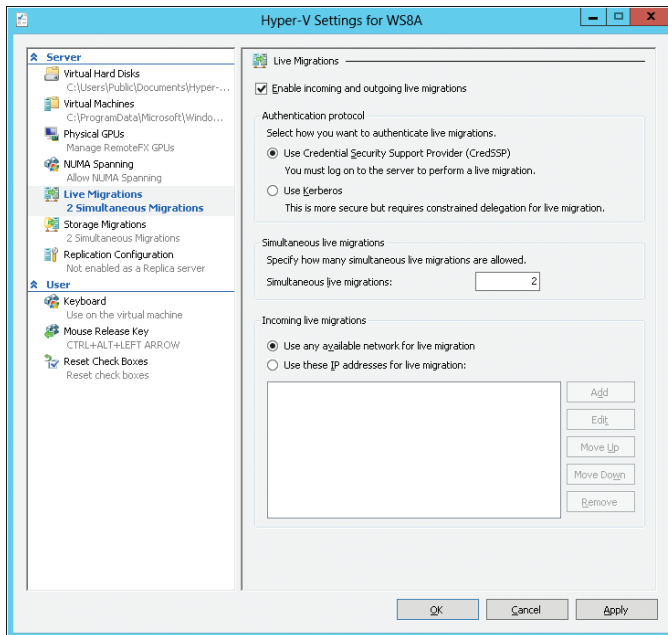 Hyper-V Settings for WS8A
Server
Virtual Hard Disks
C:\Users\Public\Documents\Hyper-...
Virtual Machines
C:\ProgramData\Microsoft\Windo...
Physical GPUs
Manage RemoteFX GPUs
NUMA Spanning
Allow NUMA Spanning
Live Migrations
2 Simultaneous Migrations
Storage Migrations
2 Simultaneous Migrations
Replication Configuration
Not enabled as a Replica server
User
Keyboard
Use on the virtual machine
Mouse Release Key
CTRL+ALT+LEFT ARROW
Reset Check Boxes
Reset check boxes
Live Migrations
Enable incoming and outgoing live migrations
Authentication protocol
Select how you want to authenticate live migrations.
Use Credential Security Support Provider (CredSSP)
You must log on to the server to perform a live migration.
Use Kerberos
This is more secure but requires constrained delegation for live migration.
Simultaneous live migrations
Specify how many simultaneous live migrations are allowed.
Simultaneous live migrations: 2
Incoming live migrations
Use any available network for live migration
Use these IP addresses for live migration:
Add
Edit
Move Up
Move Down
Remove
OK Cancel Apply